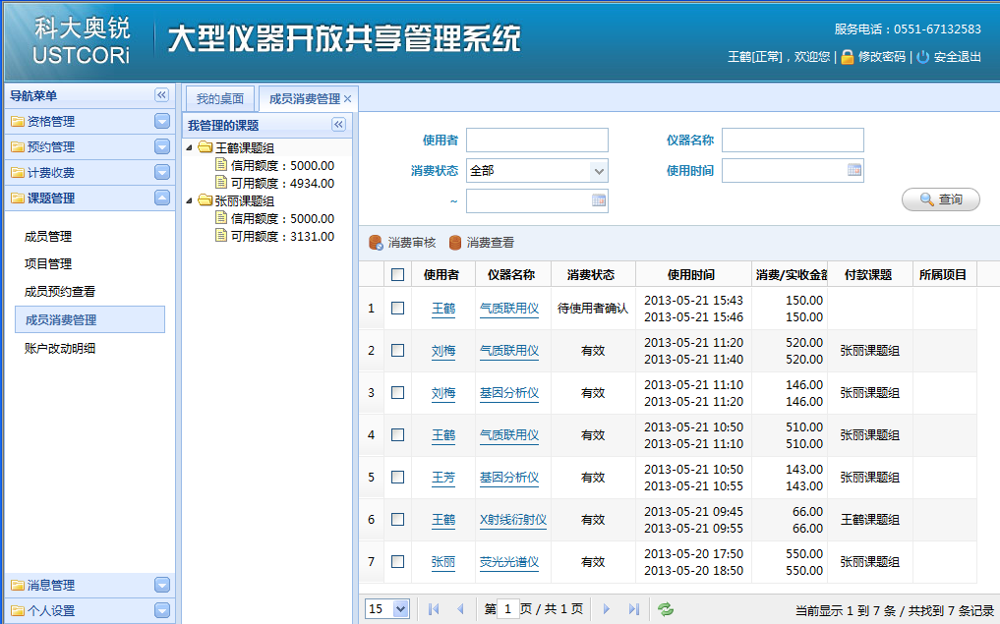 科大奥锐
USTCORi
大型仪器开放共享管理系统
服务电话：0551-67132583
王鹤[正常]，欢迎您 | 修改密码 | 安全退出
导航菜单
资格管理
预约管理
计费收费
课题管理
成员管理
项目管理
成员预约查看
成员消费管理
账户改动明细
消息管理
个人设置
我的桌面 成员消费管理
我管理的课题
王鹤课题组
信用额度：5000.00
可用额度：4934.00
张丽课题组
信用额度：5000.00
可用额度：3131.00
使用者 仪器名称
消费状态 全部 使用时间
~
查询
消费审核 消费查看
使用者 仪器名称 消费状态 使用时间 消费/实收金额 付款课题 所属项目
1 王鹤 气质联用仪 待使用者确认 2013-05-21 15:43 150.00
2013-05-21 15:46 150.00
2 刘梅 气质联用仪 有效 2013-05-21 11:20 520.00 张丽课题组
2013-05-21 11:40 520.00
3 刘梅 基因分析仪 有效 2013-05-21 11:10 146.00 张丽课题组
2013-05-21 11:20 146.00
4 王鹤 气质联用仪 有效 2013-05-21 10:50 510.00 张丽课题组
2013-05-21 11:10 510.00
5 王芳 基因分析仪 有效 2013-05-21 10:50 143.00 张丽课题组
2013-05-21 10:55 143.00
6 王鹤 X射线衍射仪 有效 2013-05-21 09:45 66.00 王鹤课题组
2013-05-21 09:55 66.00
7 张丽 荧光光谱仪 有效 2013-05-20 17:50 550.00 张丽课题组
2013-05-20 18:50 550.00
15 第 1 页 / 共 1 页 当前显示 1 到 7 条 / 共找到 7 条记录